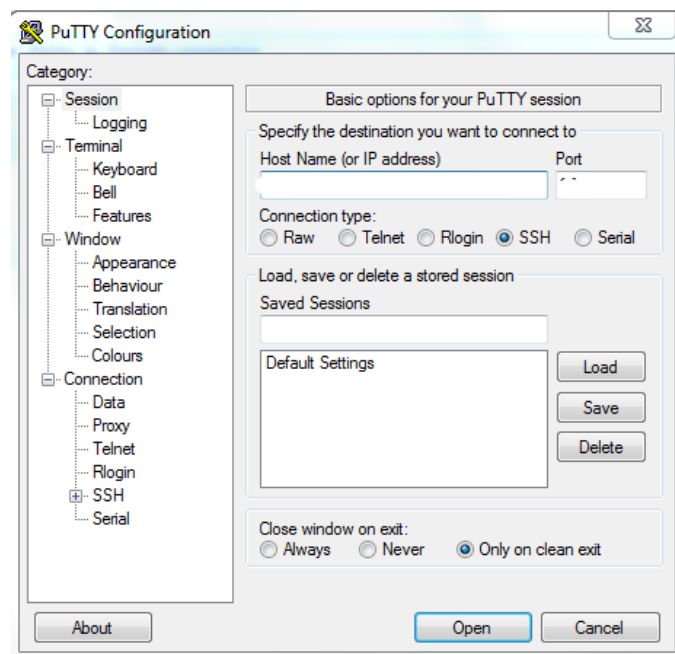 PuTTY Configuration
Category:
Session
Logging
Terminal
Keyboard
Bell
Features
Window
Appearance
Behaviour
Translation
Selection
Colours
Connection
Data
Proxy
Telnet
Rlogin
SSH
Serial
Basic options for your PuTTY session
Specify the destination you want to connect to
Host Name (or IP address) Port
Connection type:
Raw Telnet Rlogin SSH Serial
Load, save or delete a stored session
Saved Sessions
Default Settings
Load
Save
Delete
Close window on exit:
Always Never Only on clean exit
About Open Cancel